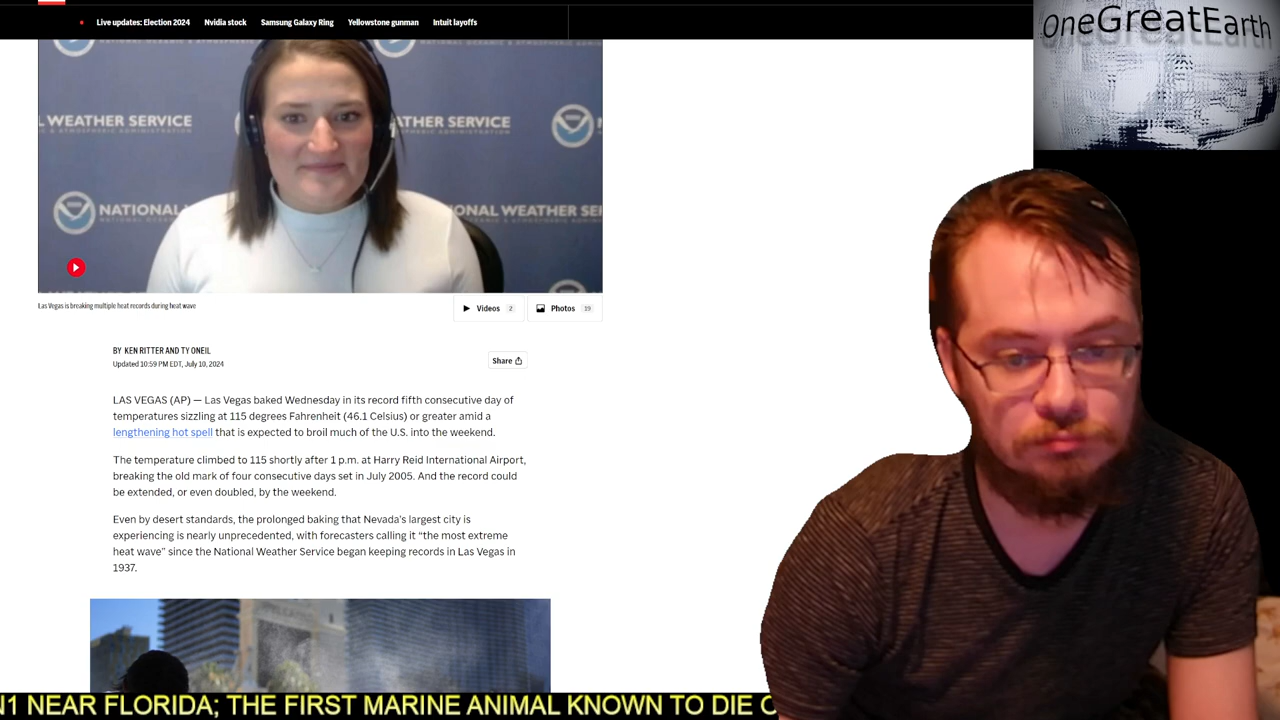 Live updates: Election 2024 Nvidia stock Samsung Galaxy Ring Yellowstone gunman Intuit layoffs
OneGreatEarth
WEATHER SERVICE
NATIONAL WEATHER SER
Las Vegas is breaking multiple heat records during heat wave
Videos 2 Photos 19
BY KEN RITTER AND TY ONEIL
Updated 10:59 PM EDT, July 10, 2024
Share
LAS VEGAS (AP) — Las Vegas baked Wednesday in its record fifth consecutive day of
temperatures sizzling at 115 degrees Fahrenheit (46.1 Celsius) or greater amid a
lengthening hot spell that is expected to broil much of the U.S. into the weekend.
The temperature climbed to 115 shortly after 1 p.m. at Harry Reid International Airport,
breaking the old mark of four consecutive days set in July 2005. And the record could
be extended, or even doubled, by the weekend.
Even by desert standards, the prolonged baking that Nevada's largest city is
experiencing is nearly unprecedented, with forecasters calling it “the most extreme
heat wave” since the National Weather Service began keeping records in Las Vegas in
1937.
N1 NEAR FLORIDA; THE FIRST MARINE ANIMAL KNOWN TO DIE